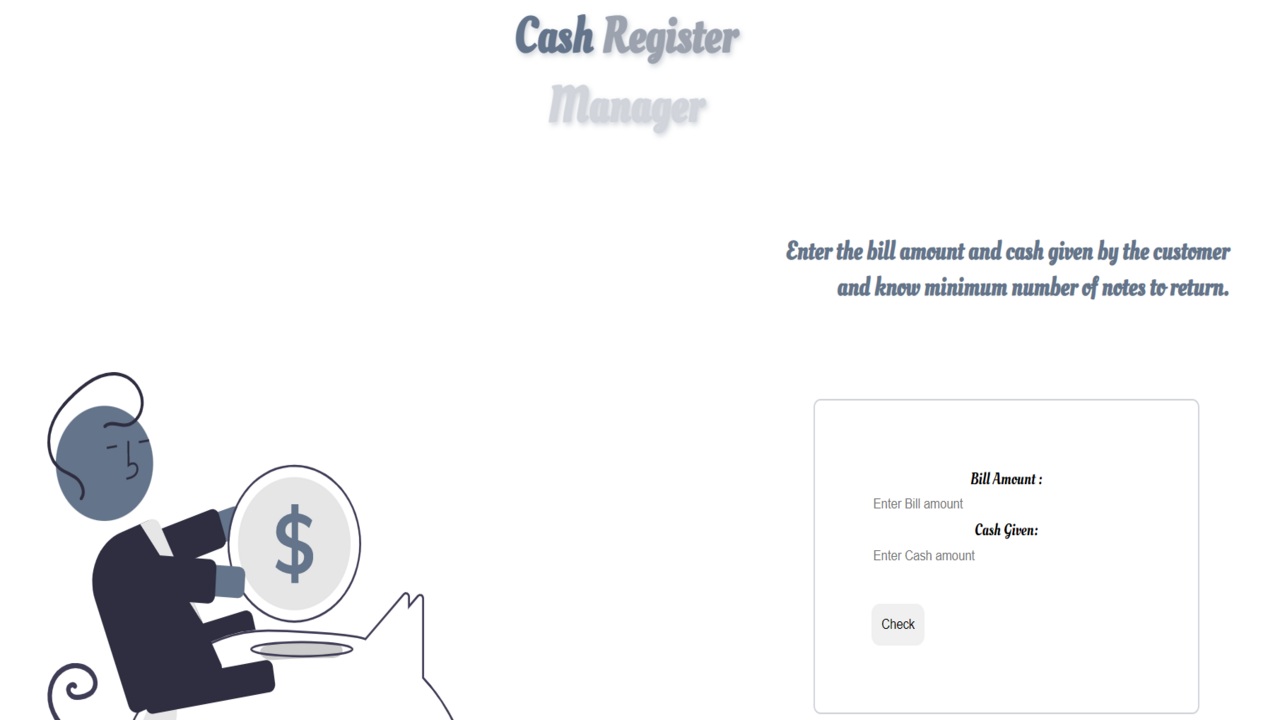 Cash Register
Manager
Enter the bill amount and cash given by the customer
and know minimum number of notes to return.
$
Bill Amount :
Enter Bill amount
Cash Given:
Enter Cash amount
Check